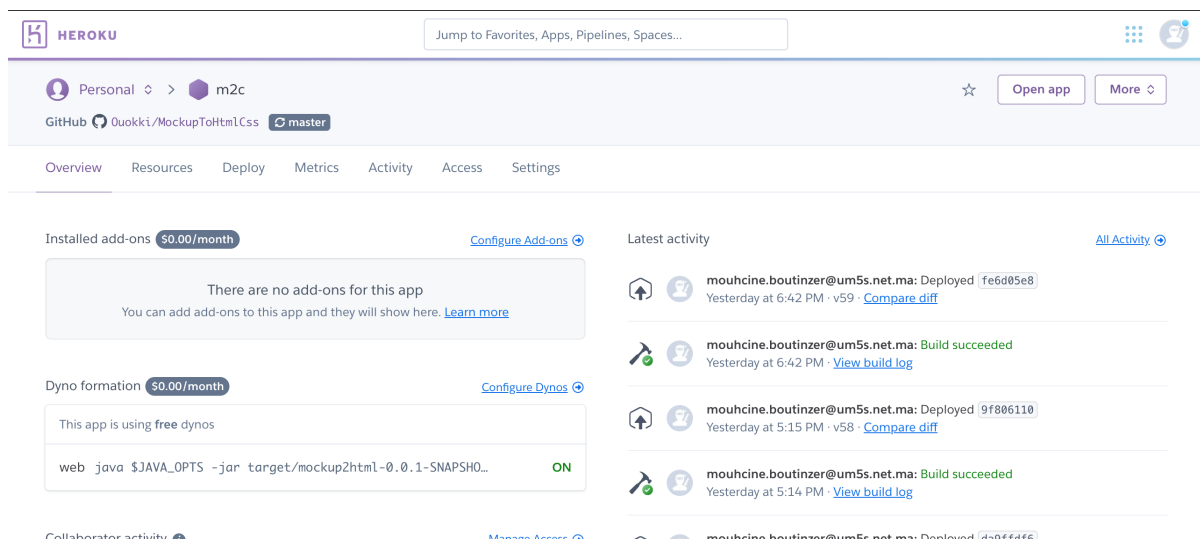 HEROKU
Jump to Favorites, Apps, Pipelines, Spaces...
Personal > m2c
Open app
More
GitHub Ouokki/MockupToHtmlCss master
Overview Resources Deploy Metrics Activity Access Settings
Installed add-ons $0.00/month
Configure Add-ons
There are no add-ons for this app
You can add add-ons to this app and they will show here. Learn more
Dyno formation $0.00/month
Configure Dynos
This app is using free dynos
web java $JAVA_OPTS -jar target/mockup2html-0.0.1-SNAPSHO… ON
Collaborator activity
Manage Access
Latest activity
All Activity
mouhcine.boutinzer@um5s.net.ma: Deployed fe6d05e8
Yesterday at 6:42 PM · v59 · Compare diff
mouhcine.boutinzer@um5s.net.ma: Build succeeded
Yesterday at 6:42 PM · View build log
mouhcine.boutinzer@um5s.net.ma: Deployed 9f806110
Yesterday at 5:15 PM · v58 · Compare diff
mouhcine.boutinzer@um5s.net.ma: Build succeeded
Yesterday at 5:14 PM · View build log
mouhcine.boutinzer@um5s.net.ma: Deployed da9ffdf6